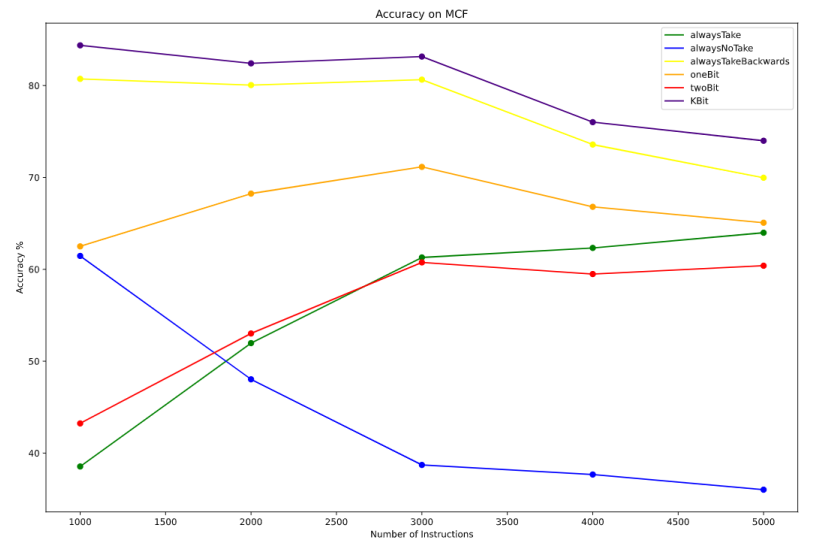 Accuracy on MCF
alwaysTake
alwaysNoTake
alwaysTakeBackwards
oneBit
twoBit
KBit
Accuracy %
80
70
60
50
40
1000 1500 2000 2500 3000 3500 4000 4500 5000
Number of Instructions